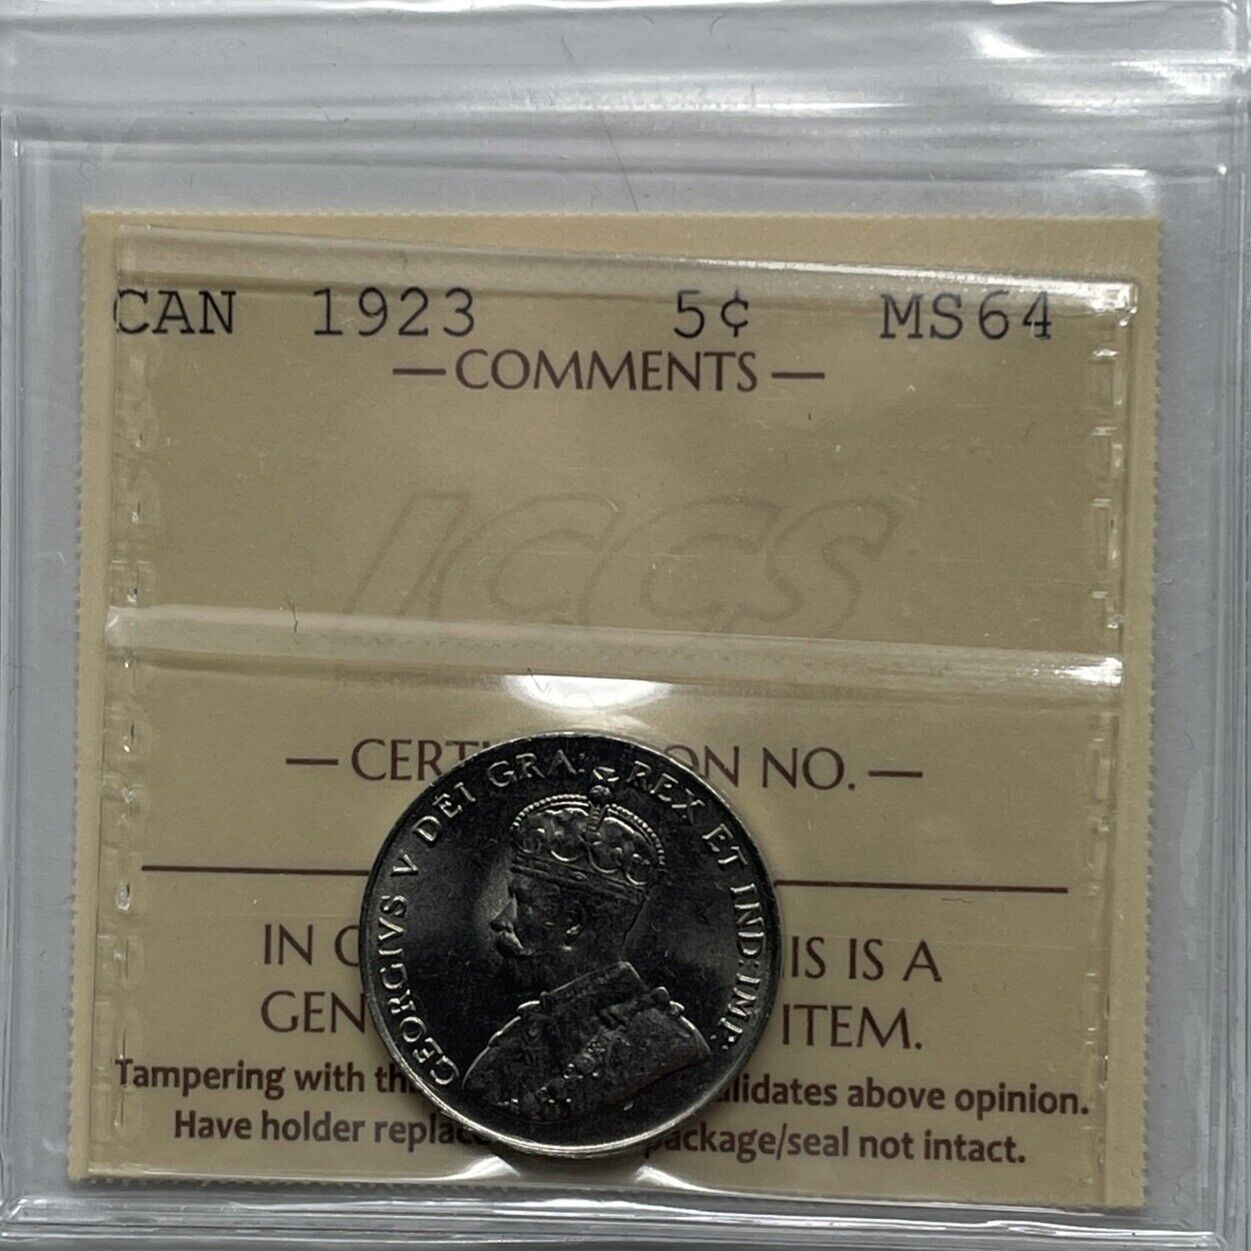 CAN 1923 5¢ MS64
— COMMENTS —
ICCS
— CERT ON NO. —
GEORGIVS V DEI GRA: REX ET IND: IMP:
IN IS IS A
GEN ITEM.
Tampering with th lidates above opinion.
Have holder replac package/seal not intact.